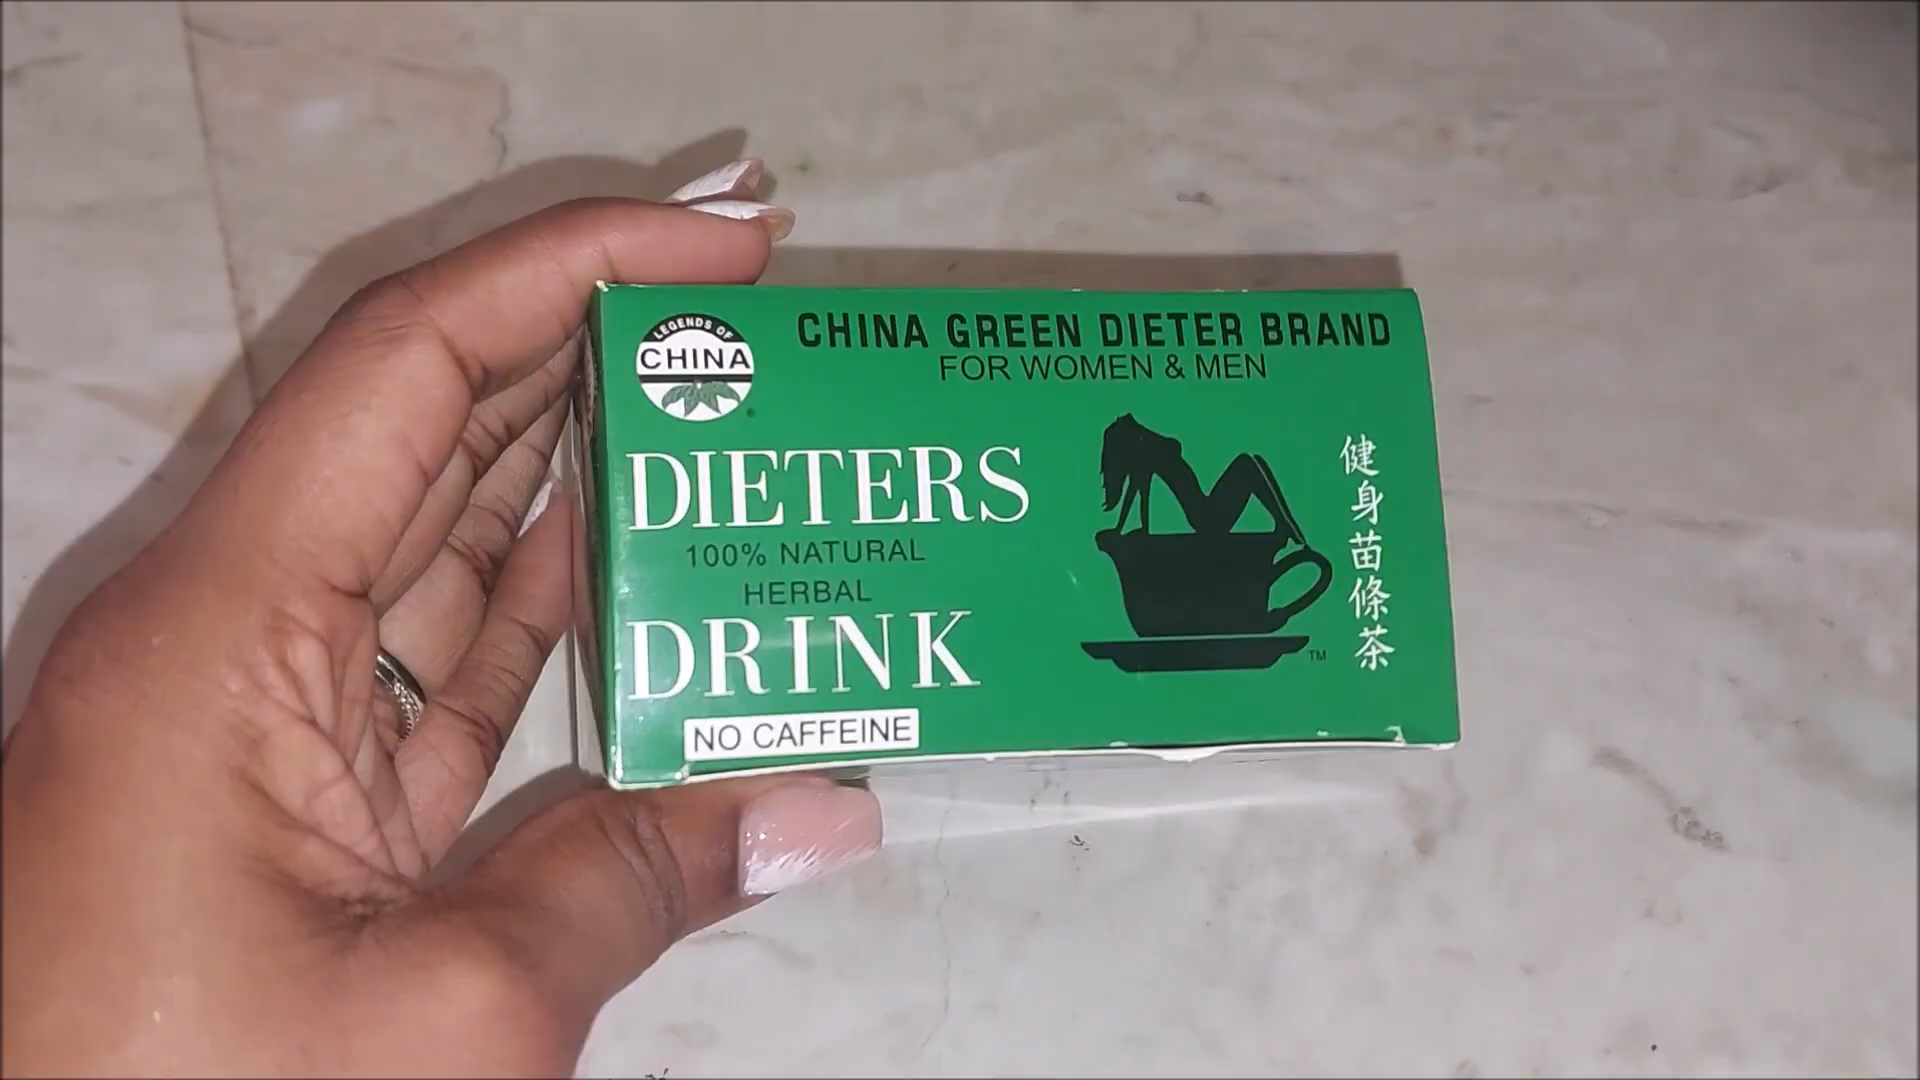 LEGENDS OF
CHINA
®
CHINA GREEN DIETER BRAND
FOR WOMEN & MEN
DIETERS
100% NATURAL
HERBAL
DRINK
NO CAFFEINE
TM
健身苗條茶